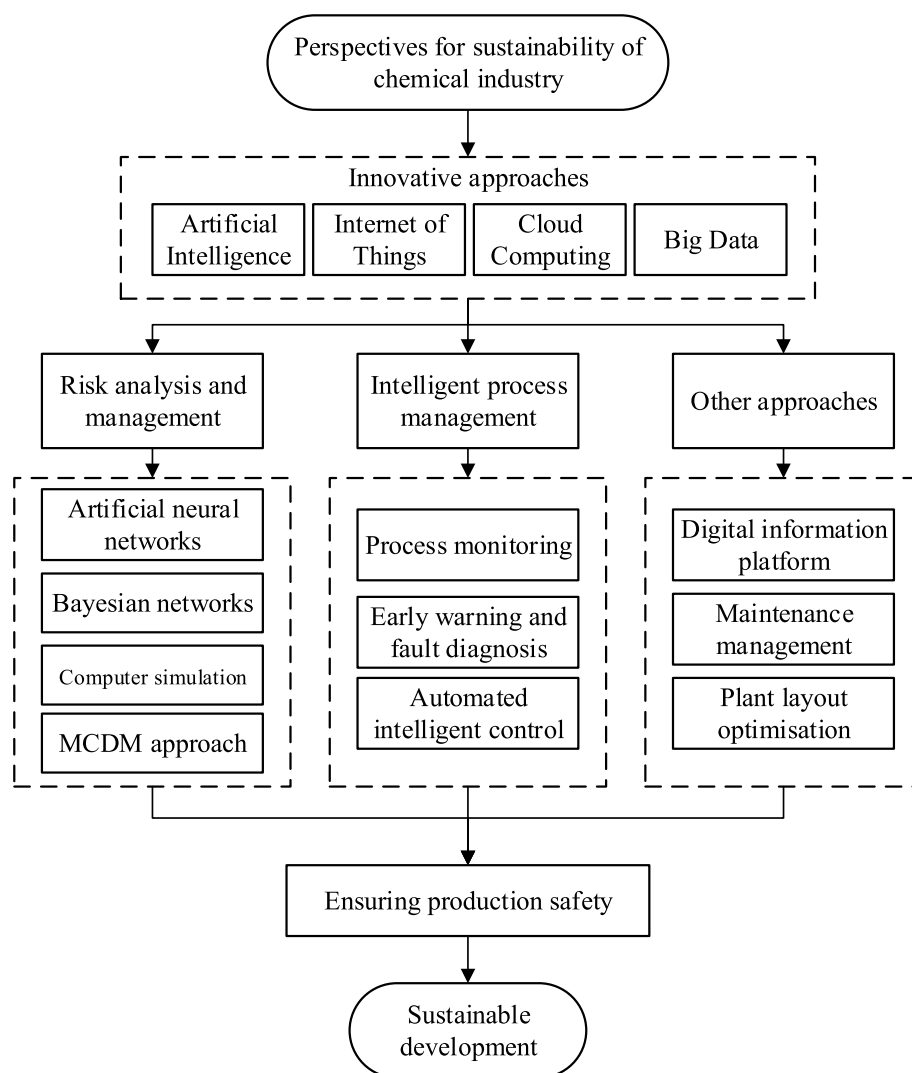 Perspectives for sustainability of
chemical industry
Innovative approaches
Artificial
Intelligence
Internet of
Things
Cloud
Computing
Big Data
Risk analysis and
management
Intelligent process
management
Other approaches
Artificial neural
networks
Bayesian networks
Computer simulation
MCDM approach
Process monitoring
Early warning and
fault diagnosis
Automated
intelligent control
Digital information
platform
Maintenance
management
Plant layout
optimisation
Ensuring production safety
Sustainable
development